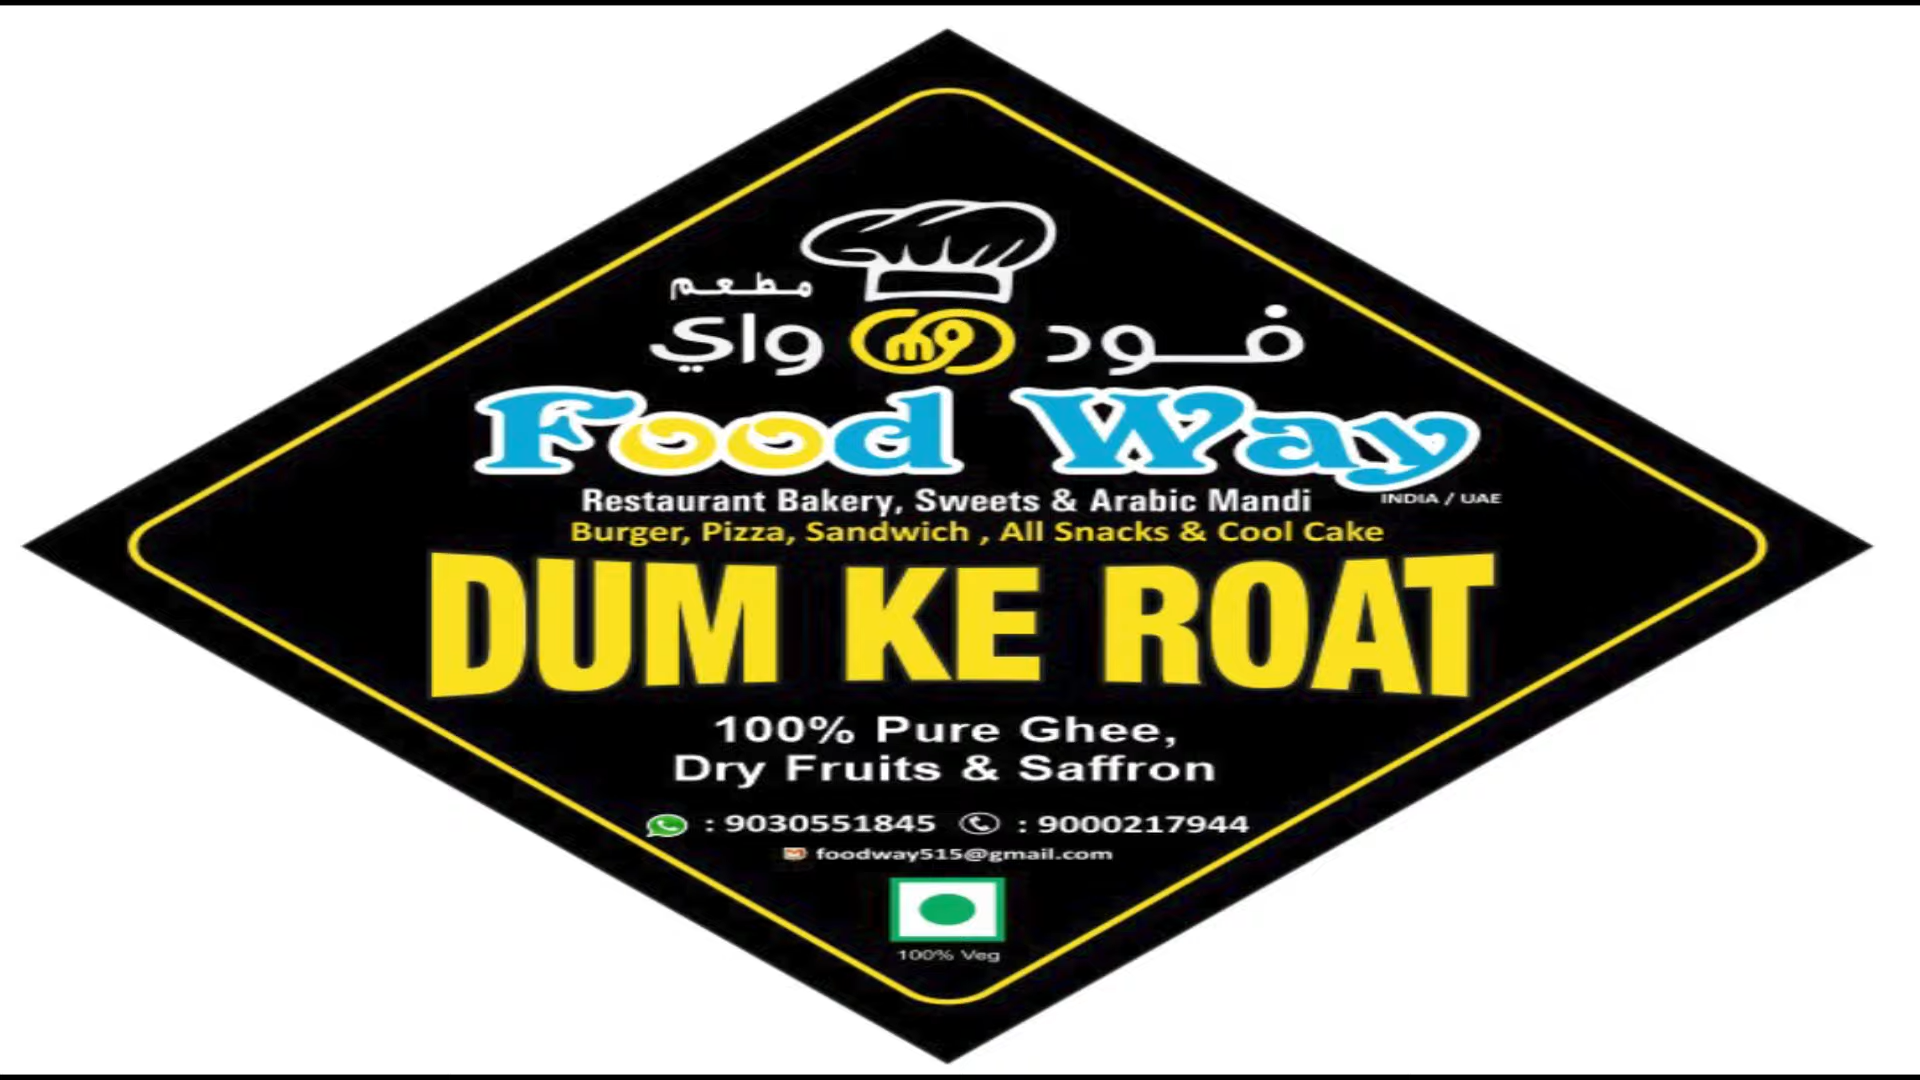 مطعم
فود واي
Food Way
Restaurant Bakery, Sweets & Arabic Mandi
INDIA / UAE
Burger, Pizza, Sandwich , All Snacks & Cool Cake
DUM KE ROAT
100% Pure Ghee,
Dry Fruits & Saffron
: 9030551845 : 9000217944
foodway515@gmail.com
100% Veg